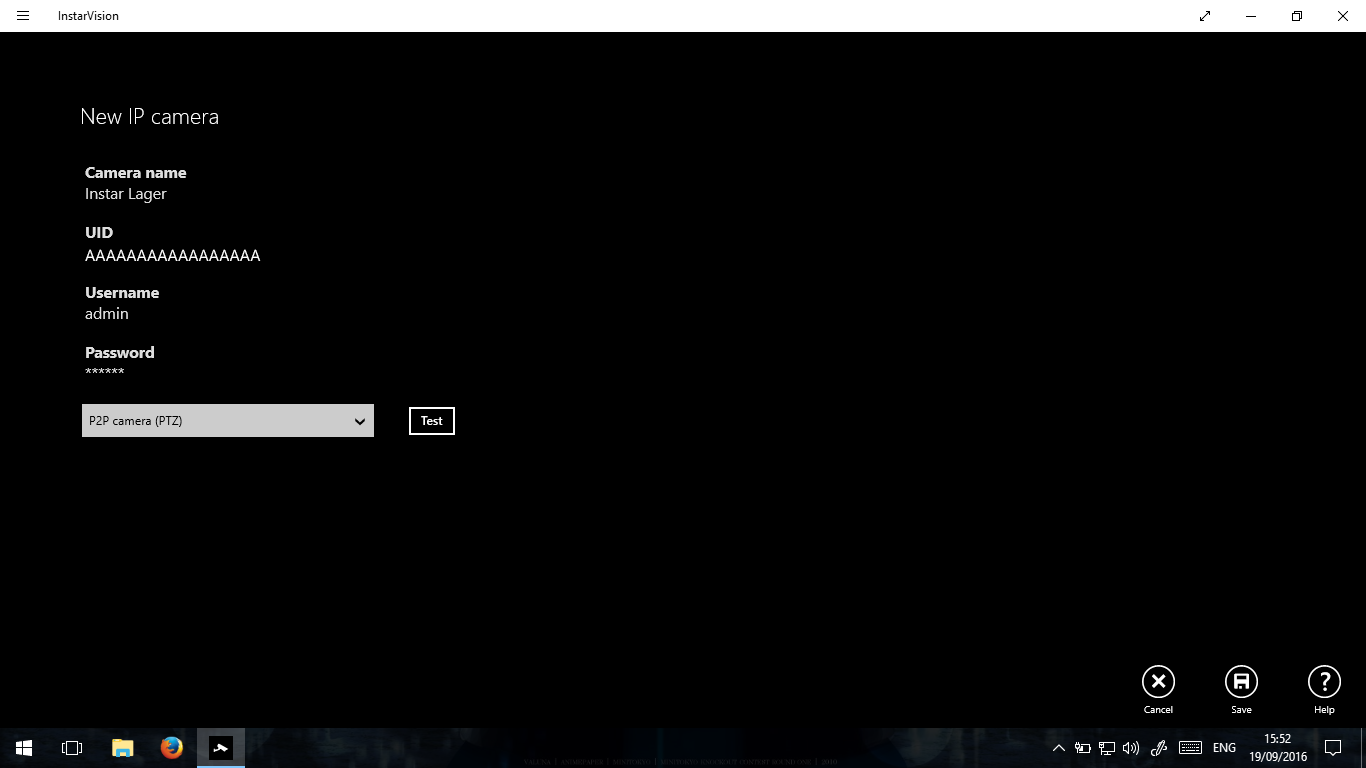 InstarVision
New IP camera
Camera name
Instar Lager
UID
AAAAAAAAAAAAAAAAA
Username
admin
Password
******
P2P camera (PTZ)
Test
Cancel
Save
Help
ENG
15:52
19/09/2016